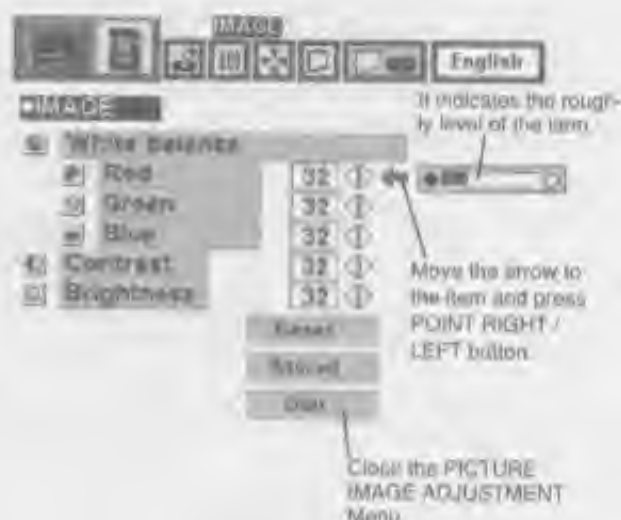 IMAGE
English
IMAGE
It indicates the rough-
ly level of the item.
White balance
Red 32
Green 32
Blue 32
Contrast 32
Brightness 32
Move the arrow to
the item and press
POINT RIGHT /
LEFT button.
Reset
Stored
Quit
Close the PICTURE
IMAGE ADJUSTMENT
Menu